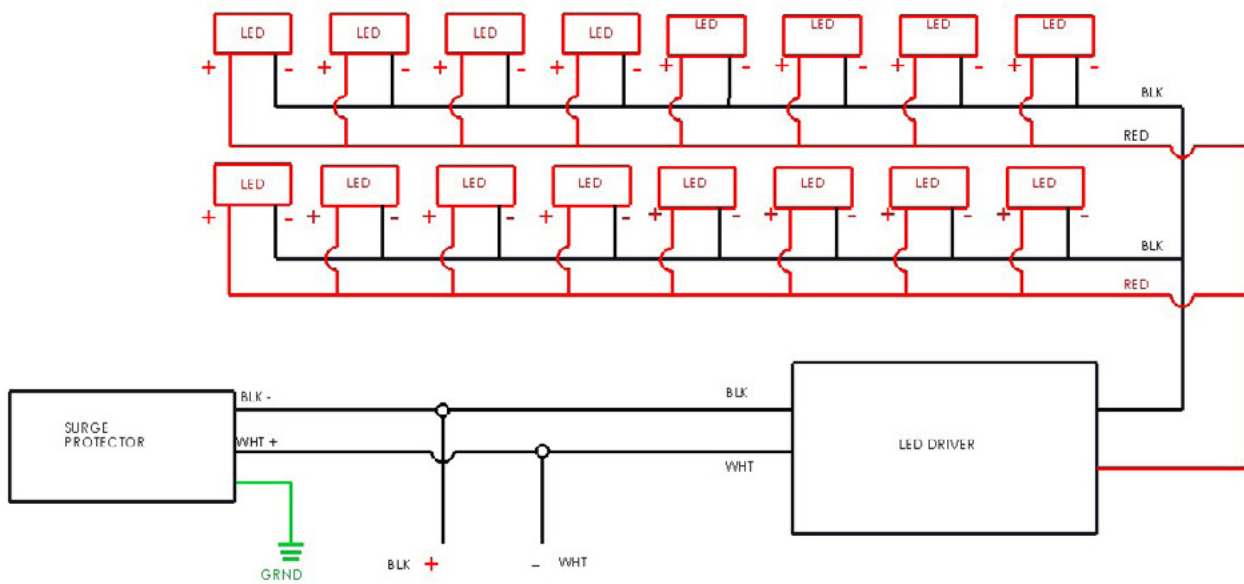 LED LED LED LED LED LED LED LED
+ - + - + - + - + - + - + - + -
BLK
RED
LED LED LED LED LED LED LED LED
+ - + - + - + - + - + - + - + -
BLK
RED
BLK - BLK
SURGE
PROTECTOR
WHT +
LED DRIVER
WHT
BLK + - WHT
GRND